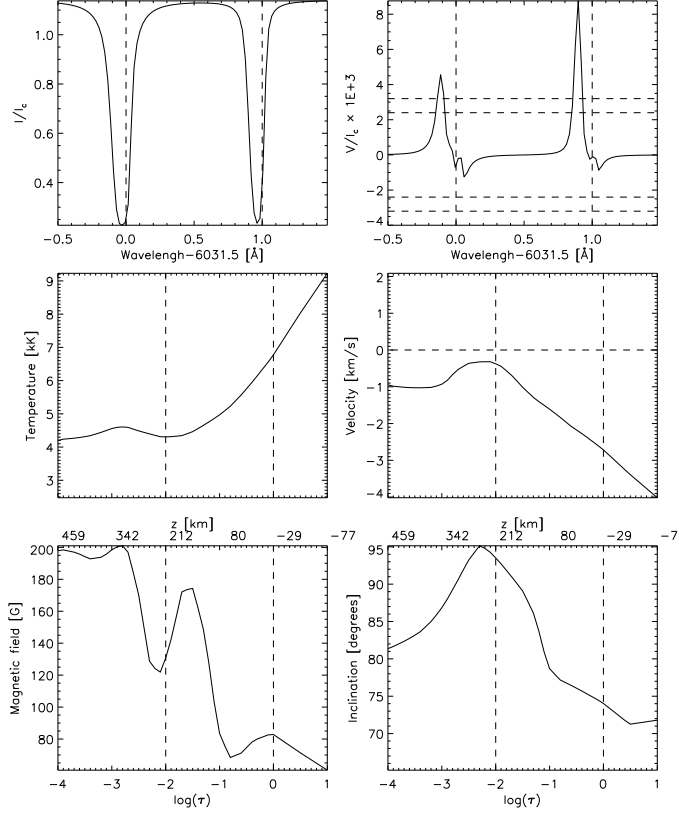 I/Ic
1.0
0.8
0.6
0.4
−0.5 0.0 0.5 1.0
Wavelengh−6031.5 [Å]
V/Ic × 1E+3
8
6
4
2
0
−2
−4
−0.5 0.0 0.5 1.0
Wavelengh−6031.5 [Å]
Temperature [kK]
9
8
7
6
5
4
3
Velocity [km/s]
2
1
0
−1
−2
−3
−4
z [km]
459 342 212 80 −29 −77
Magnetic field [G]
200
180
160
140
120
100
80
−4 −3 −2 −1 0 1
log(τ)
z [km]
459 342 212 80 −29 −7
Inclination [degrees]
95
90
85
80
75
70
−4 −3 −2 −1 0 1
log(τ)